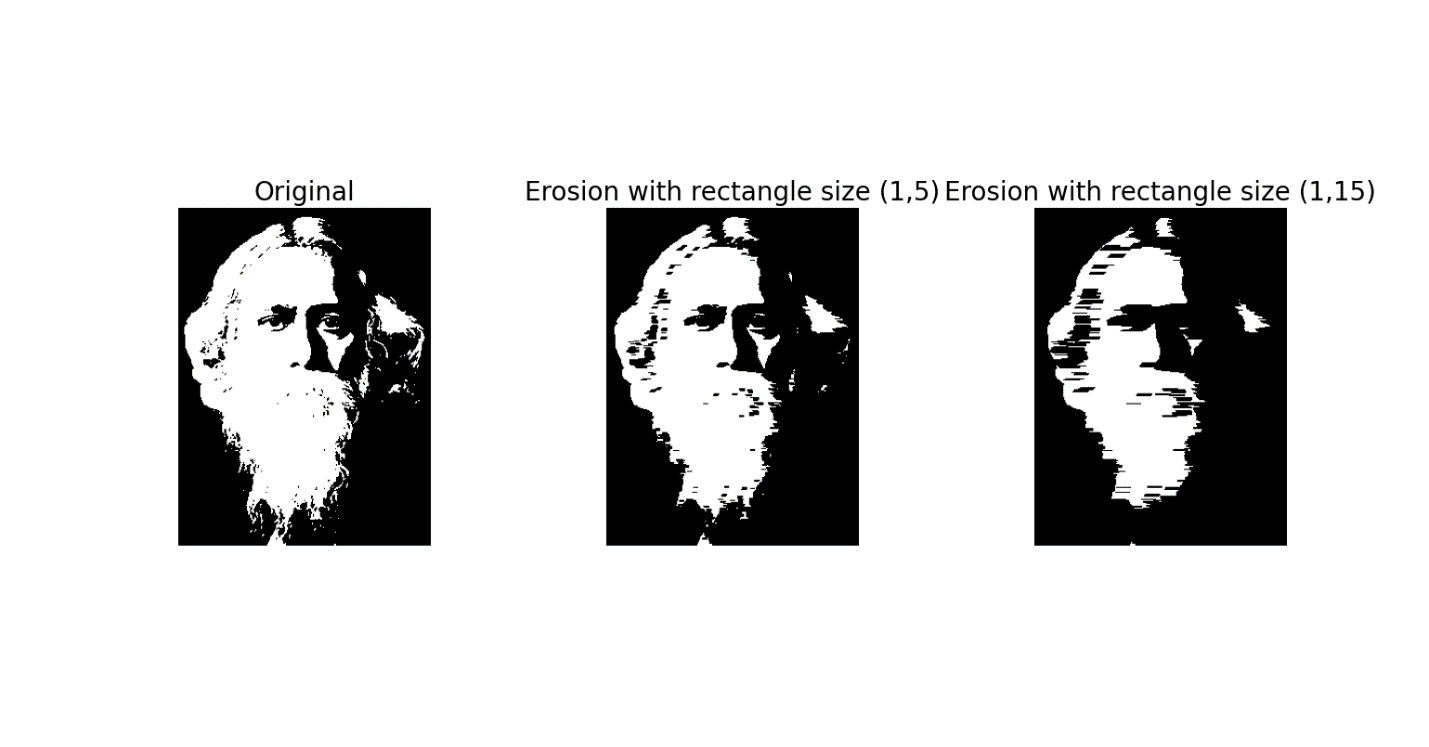 Original
Erosion with rectangle size (1,5)
Erosion with rectangle size (1,15)